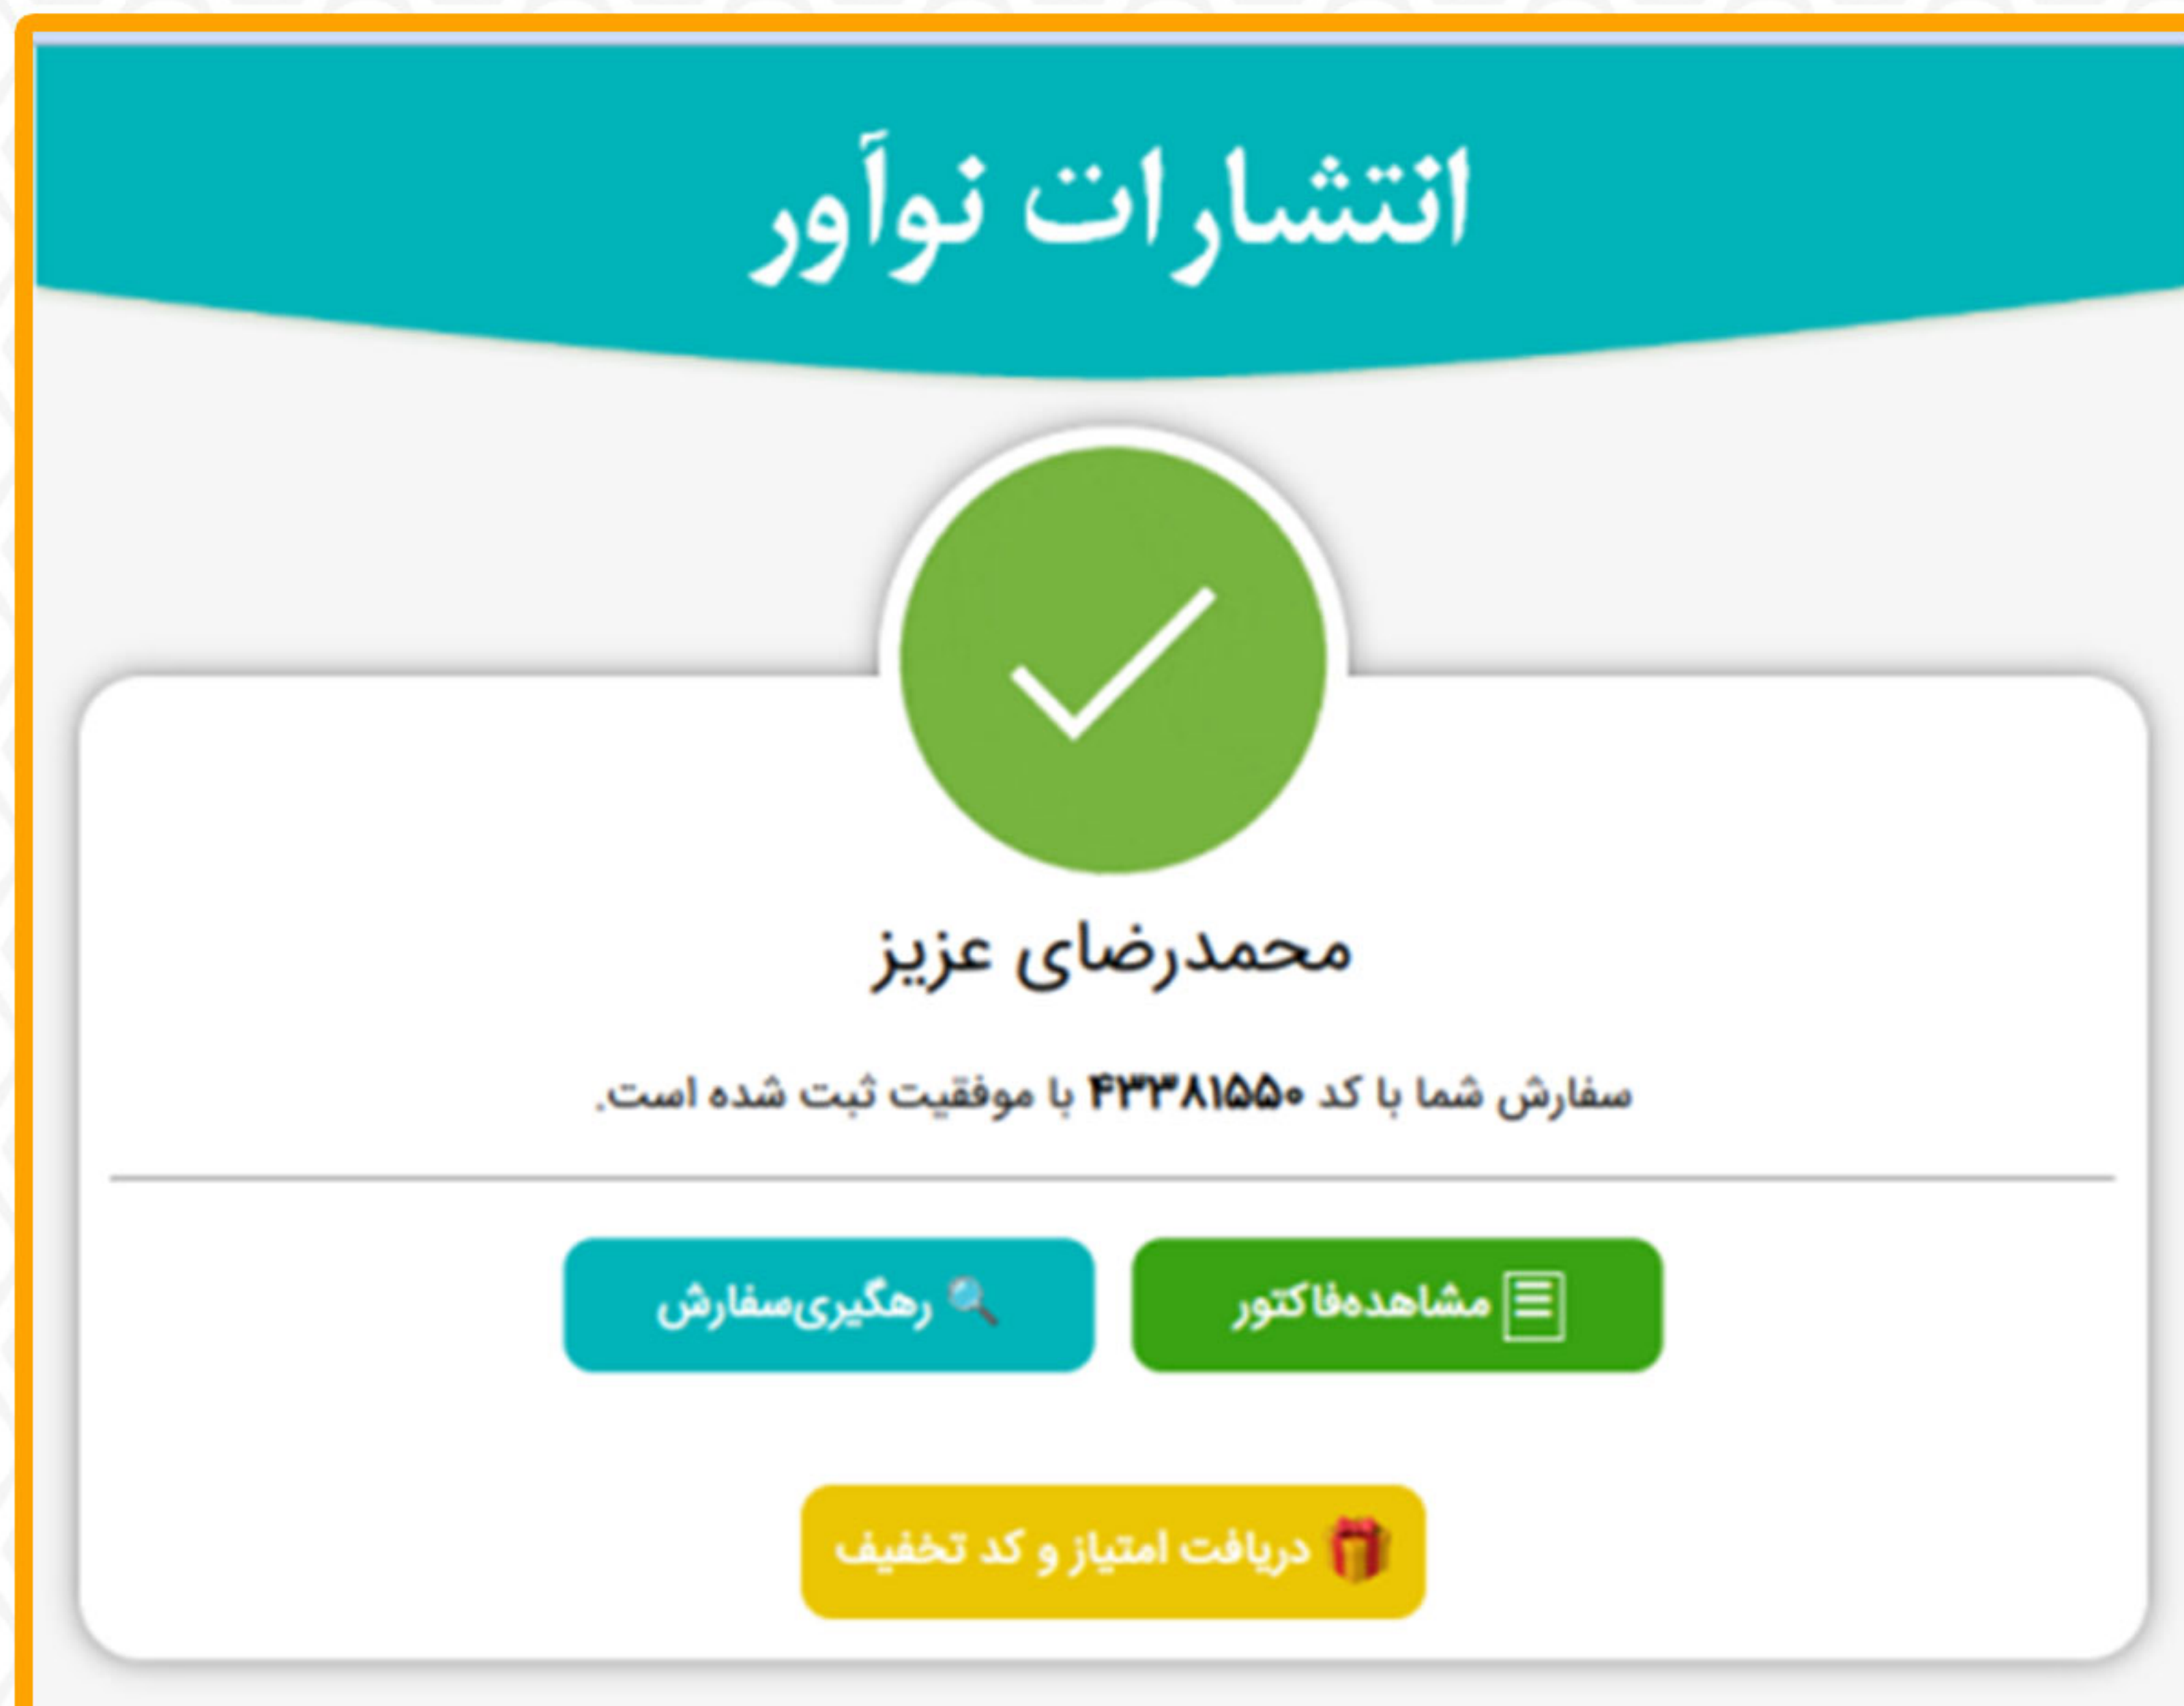 انتشارات نوآور
محمدرضای عزیز
سفارش شما با کد ۴۳۳۸۱۵۵۰ با موفقیت ثبت شده است.
مشاهده‌فاکتور
رهگیری‌سفارش
دریافت امتیاز و کد تخفیف